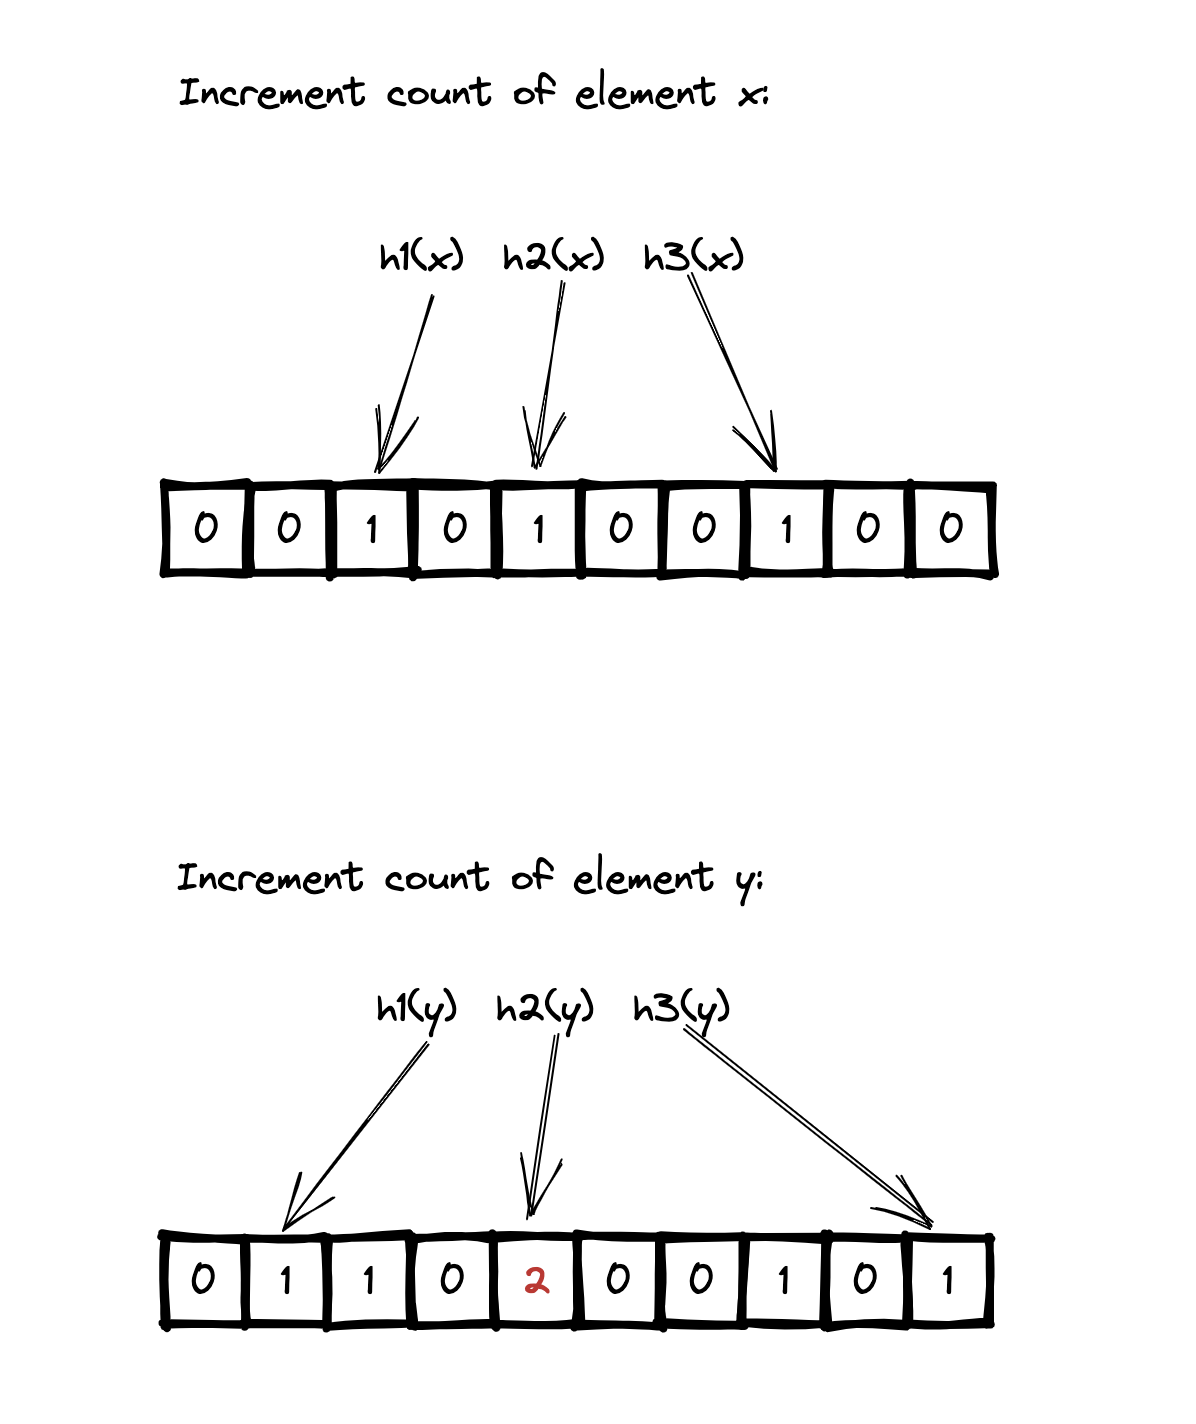 Increment count of element x:
h1(x) h2(x) h3(x)
0 0 1 0 1 0 0 1 0 0
Increment count of element y:
h1(y) h2(y) h3(y)
0 1 1 0 2 0 0 1 0 1